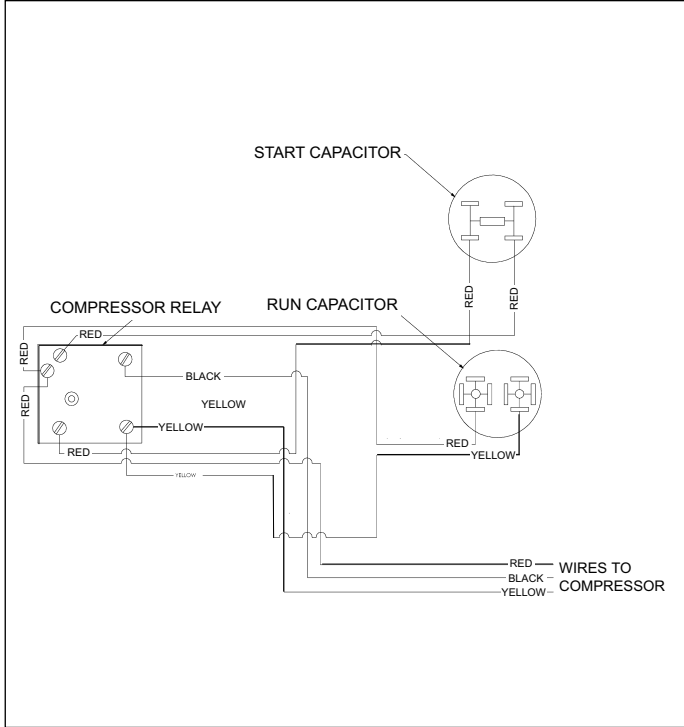 START CAPACITOR
RED
RED
COMPRESSOR RELAY
RUN CAPACITOR
RED
RED
BLACK
RED
YELLOW
YELLOW
RED
RED
YELLOW
YELLOW
RED
WIRES TO
BLACK
COMPRESSOR
YELLOW